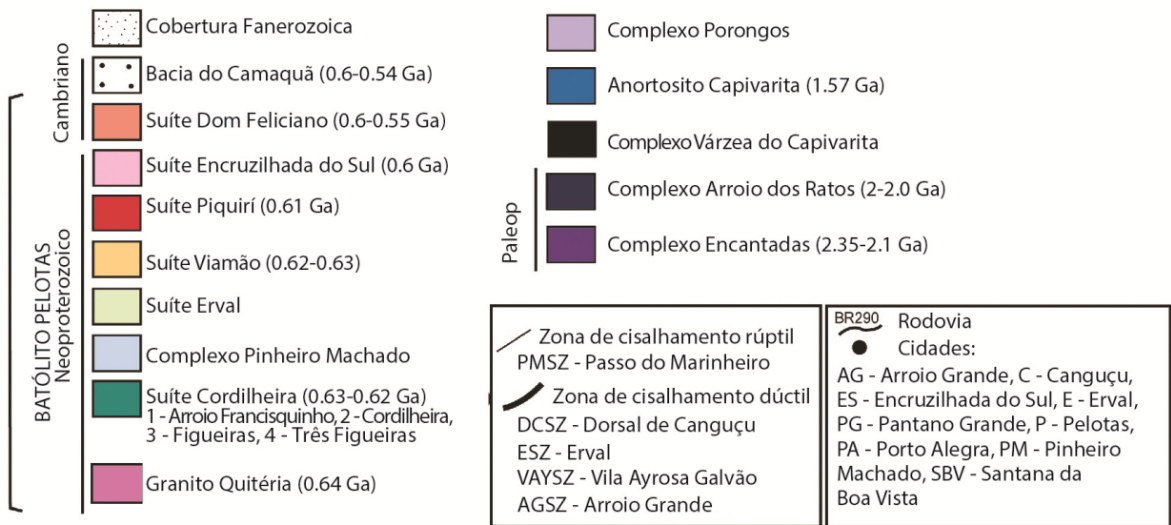 Cobertura Fanerozoica
Cambriano
Bacia do Camaquã (0.6-0.54 Ga)
Suíte Dom Feliciano (0.6-0.55 Ga)
BATÓLITO PELOTAS
Neoproterozoico
Suíte Encruzilhada do Sul (0.6 Ga)
Suíte Piquirí (0.61 Ga)
Suíte Viamão (0.62-0.63)
Suíte Erval
Complexo Pinheiro Machado
Suíte Cordilheira (0.63-0.62 Ga)
1 - Arroio Francisquinho, 2 - Cordilheira,
3 - Figueiras, 4 - Três Figueiras
Granito Quitéria (0.64 Ga)
Complexo Porongos
Anortosito Capivarita (1.57 Ga)
Complexo Várzea do Capivarita
Paleop
Complexo Arroio dos Ratos (2-2.0 Ga)
Complexo Encantadas (2.35-2.1 Ga)
Zona de cisalhamento rúptil
PMSZ - Passo do Marinheiro
Zona de cisalhamento dúctil
DCSZ - Dorsal de Canguçu
ESZ - Erval
VAYSZ - Vila Ayrosa Galvão
AGSZ - Arroio Grande
BR290 Rodovia
Cidades:
AG - Arroio Grande, C - Canguçu,
ES - Encruzilhada do Sul, E - Erval,
PG - Pantano Grande, P - Pelotas,
PA - Porto Alegra, PM - Pinheiro
Machado, SBV - Santana da
Boa Vista